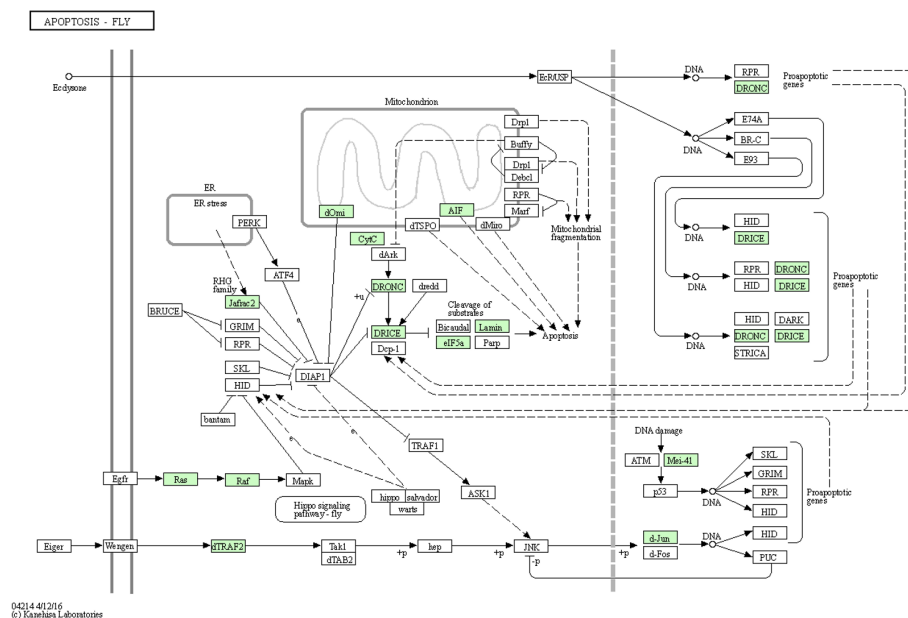 APOPTOSIS - FLY
Ecdysone
EcR/USP
DNA
RPR
DRONC
Proapoptotic
genes
Mitochondrion
Drp1
Buffy
Drp1
Debcl
RPR
Marf
DNA
E74A
BR-C
E93
ER
ER stress
PERK
dOmi
AIF
dTSPO
dMiro
Mitochondrial
fragmentation
CytC
dArk
ATF4
DNA
HID
DRICE
RHG
family
Jafrac2
+u
DRONC
dredd
DNA
RPR
DRONC
HID
DRICE
Proapoptotic
genes
BRUCE
GRIM
RPR
e
DRICE
Dcp-1
Cleavage of
substrates
Bicaudal
Lamin
eIF5a
Parp
Apoptosis
DNA
HID
DARK
DRONC
DRICE
STRICA
SKL
HID
DIAP1
bantam
e
e
TRAF1
DNA damage
ATM
Mei-41
p53
DNA
SKL
GRIM
RPR
HID
Proapoptotic
genes
Egfr
Ras
Raf
Mapk
hippo
salvador
warts
ASK1
Hippo signaling
pathway - fly
Eiger
Wengen
dTRAF2
Tak1
dTAB2
+p
hep
+p
JNK
-p
+p
d-Jun
d-Fos
DNA
HID
PUC
04214 4/12/16
(c) Kanehisa Laboratories